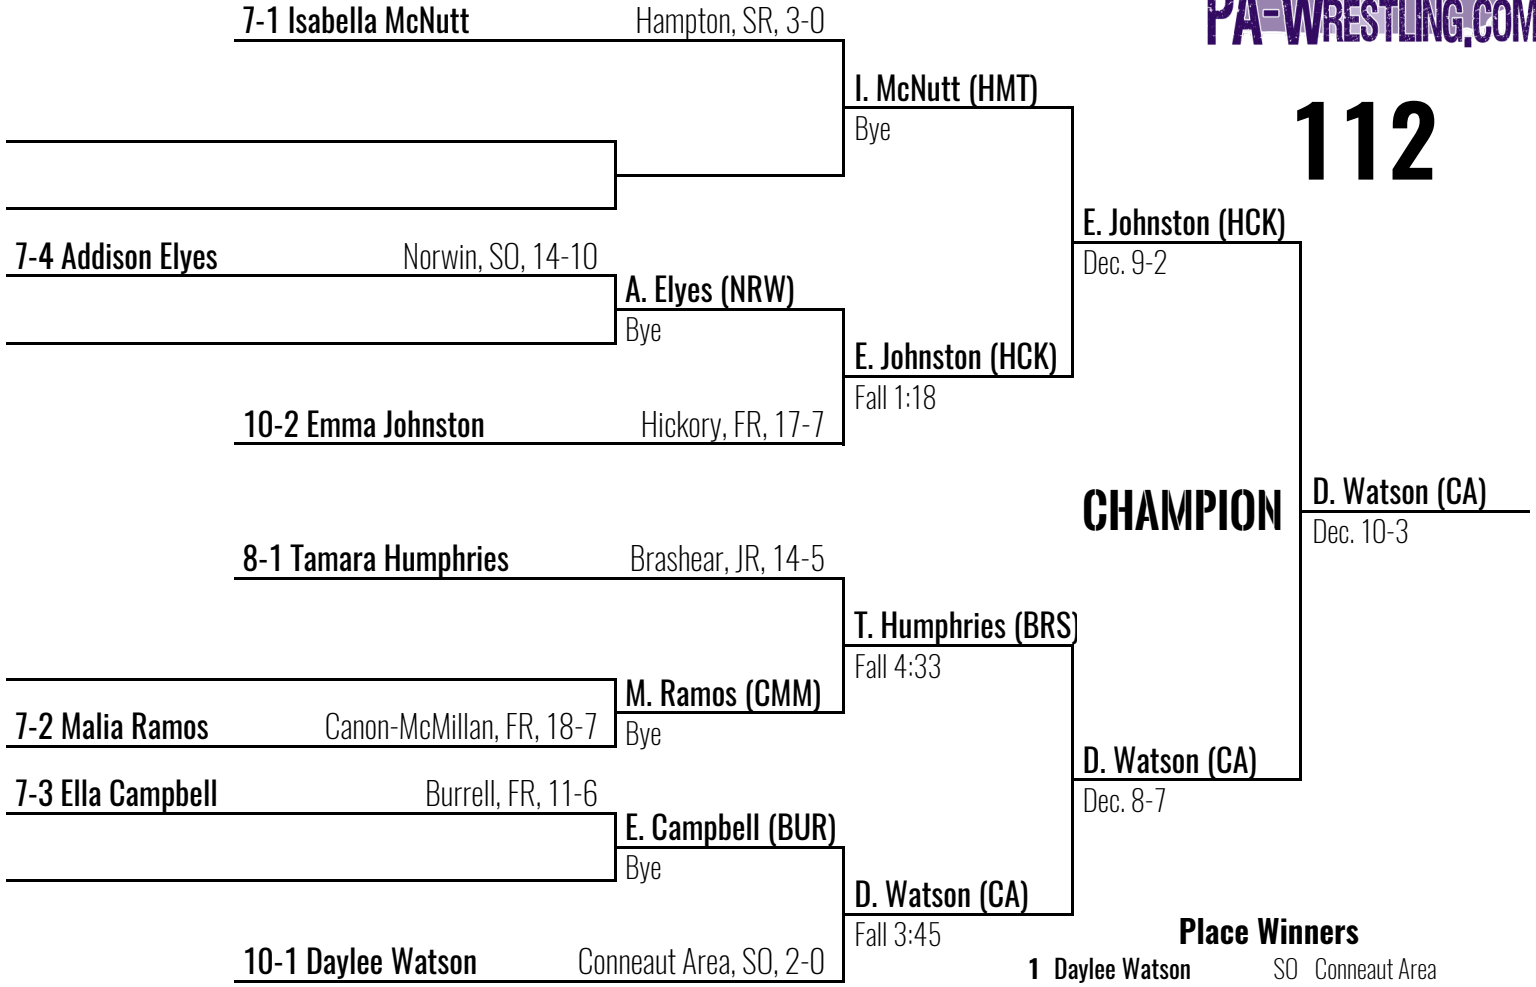 7-1 Isabella McNutt Hampton, SR, 3-0
PA-WRESTLING.COM
I. McNutt (HMT)
Bye
112
E. Johnston (HCK)
Dec. 9-2
7-4 Addison Elyes Norwin, SO, 14-10
A. Elyes (NRW)
Bye
E. Johnston (HCK)
Fall 1:18
10-2 Emma Johnston Hickory, FR, 17-7
CHAMPION
D. Watson (CA)
Dec. 10-3
8-1 Tamara Humphries Brashear, JR, 14-5
T. Humphries (BRS)
Fall 4:33
M. Ramos (CMM)
7-2 Malia Ramos Canon-McMillan, FR, 18-7
Bye
D. Watson (CA)
Dec. 8-7
7-3 Ella Campbell Burrell, FR, 11-6
E. Campbell (BUR)
Bye
D. Watson (CA)
Fall 3:45
10-1 Daylee Watson Conneaut Area, SO, 2-0
Place Winners
1 Daylee Watson SO Conneaut Area